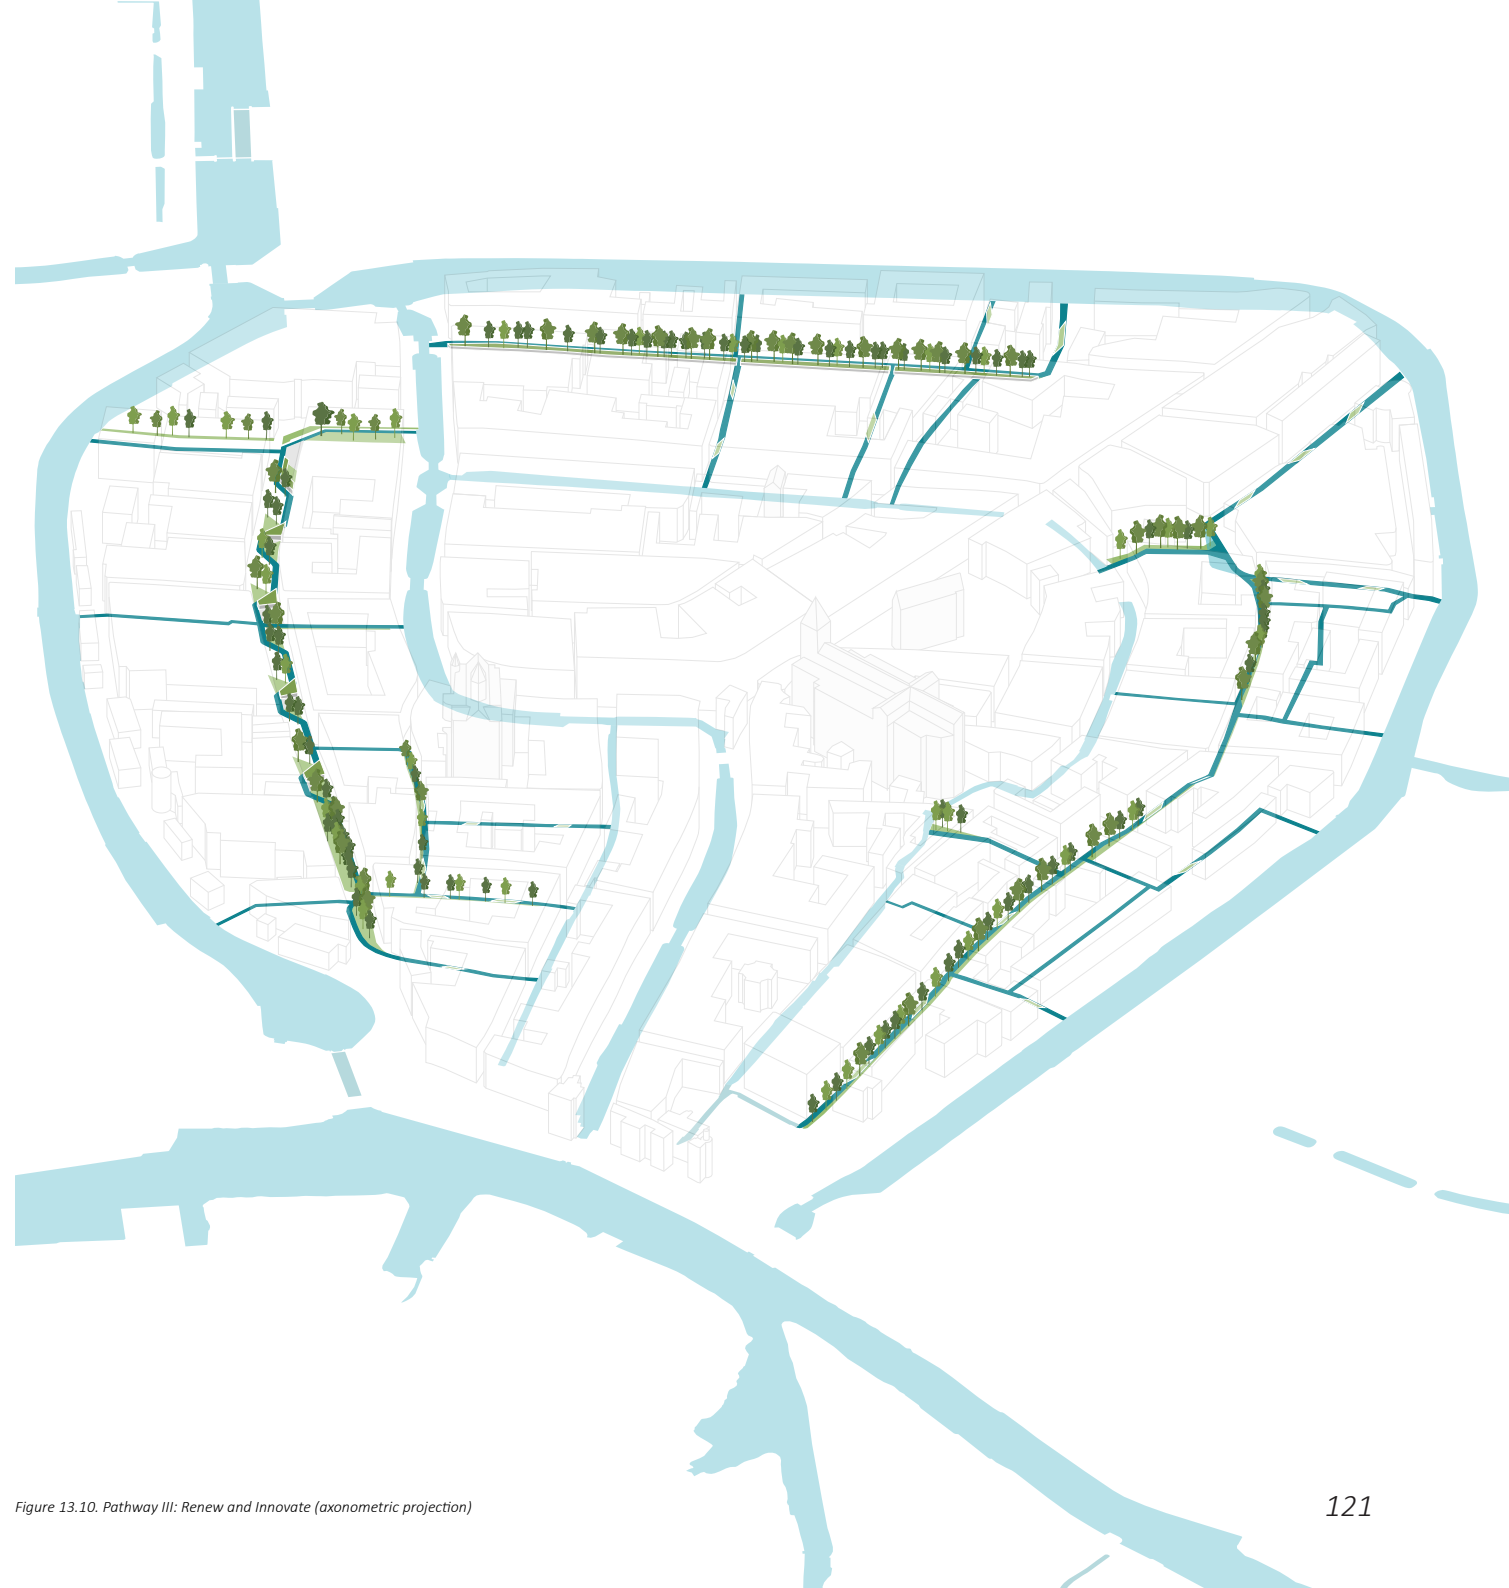 Figure 13.10. Pathway III: Renew and Innovate (axonometric projection)
121